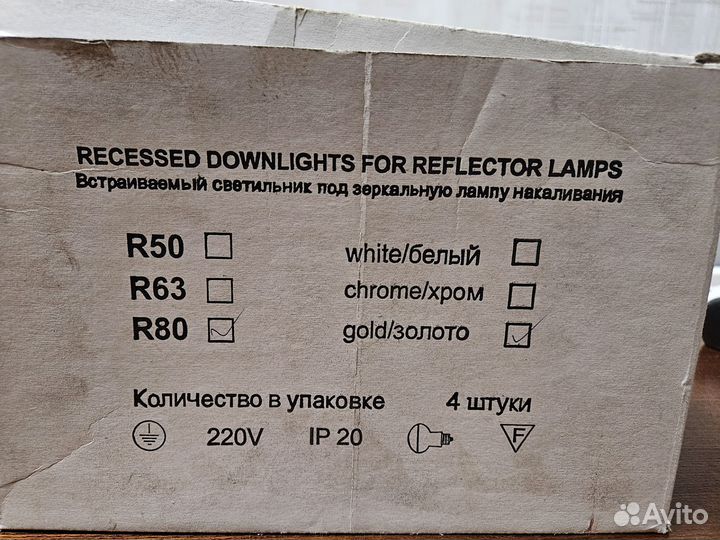 RECESSED DOWNLIGHTS FOR REFLECTOR LAMPS
Встраиваемый светильник под зеркальную лампу накаливания
R50 white/белый
R63 chrome/хром
R80 gold/золото
Количество в упаковке 4 штуки
220V IP 20 F
Avito